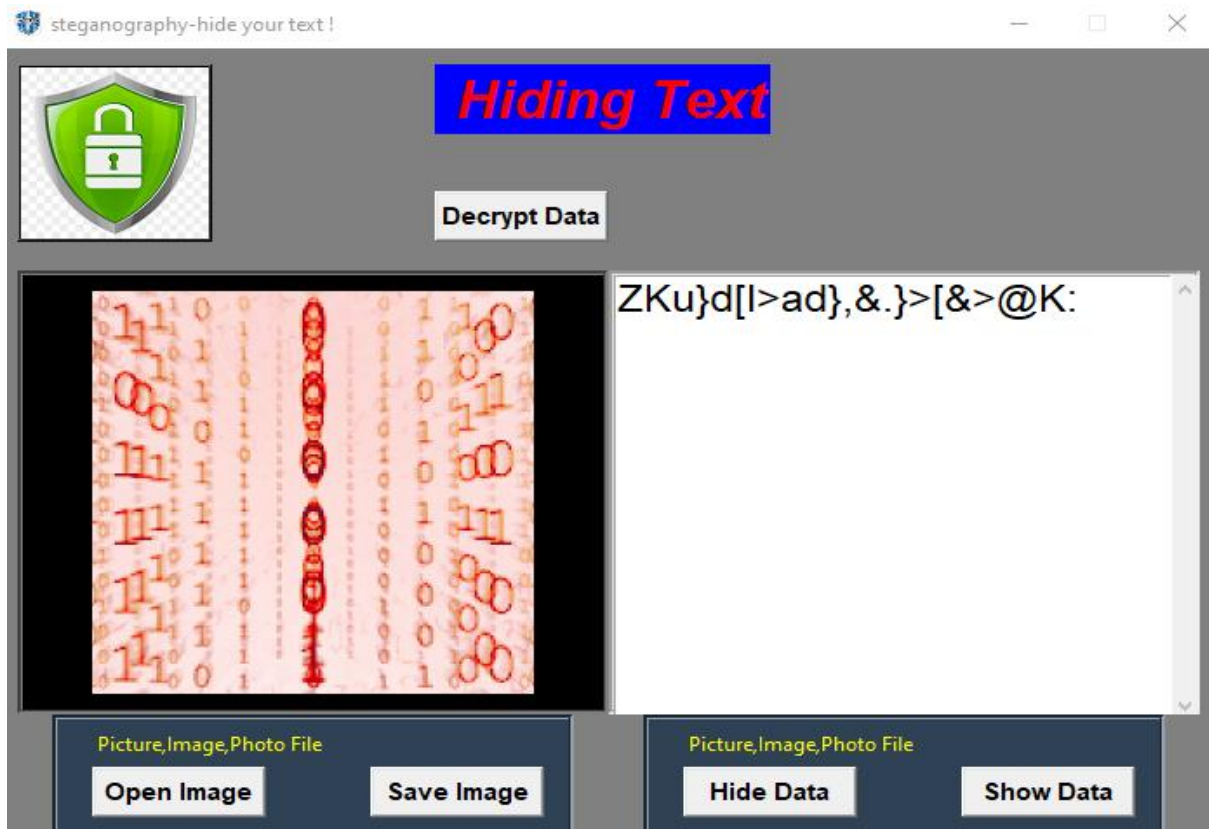 steganography-hide your text !
Hiding Text
Decrypt Data
ZKu}d[I>ad},&.}>[&>@K:
Picture,Image,Photo File
Picture,Image,Photo File
Open Image
Save Image
Hide Data
Show Data